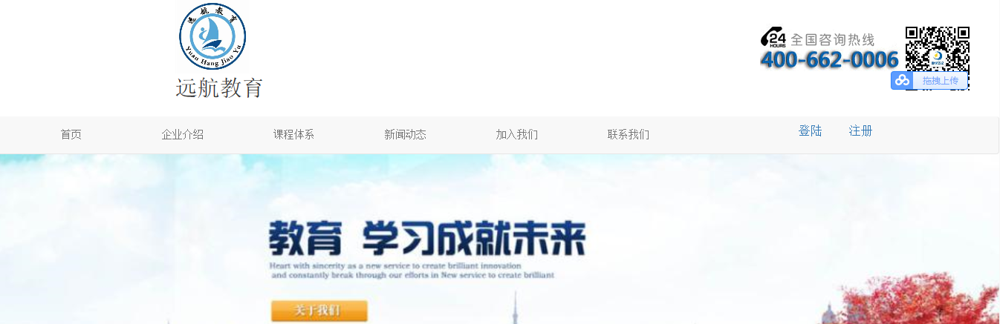 远航教育
Yuan Hang Jiao Yu
远航教育
24
HOURS
全国咨询热线
400-662-0006
拖拽上传
首页
企业介绍
课程体系
新闻动态
加入我们
联系我们
登陆
注册
教育 学习成就未来
Heart with sincerity as a new service to create brilliant innovation
and constantly break through our efforts in New service to create brilliant
关于我们